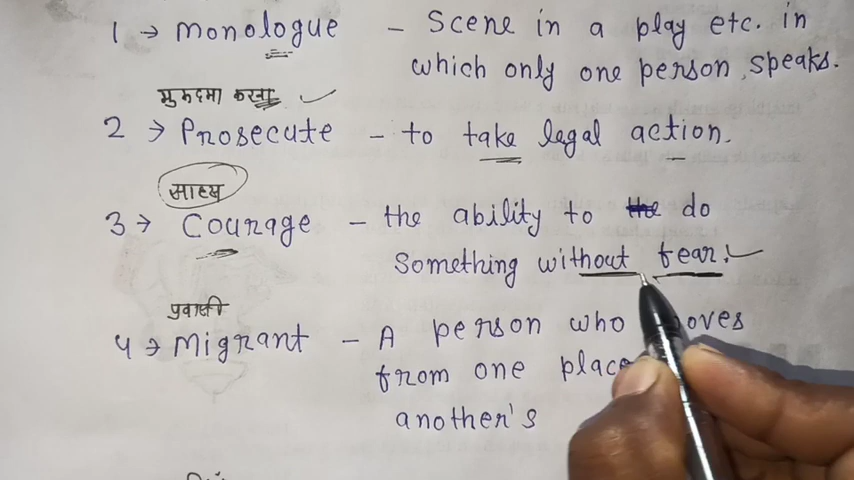 1 → Monologue - Scene in a play etc. in
which only one person, speaks.
मुकदमा करना
2 → Prosecute - to take legal action.
साहस
3 → Courage - the ability to the do
Something without fear.
प्रवासी
4 → Migrant - A person who
from one place
another's